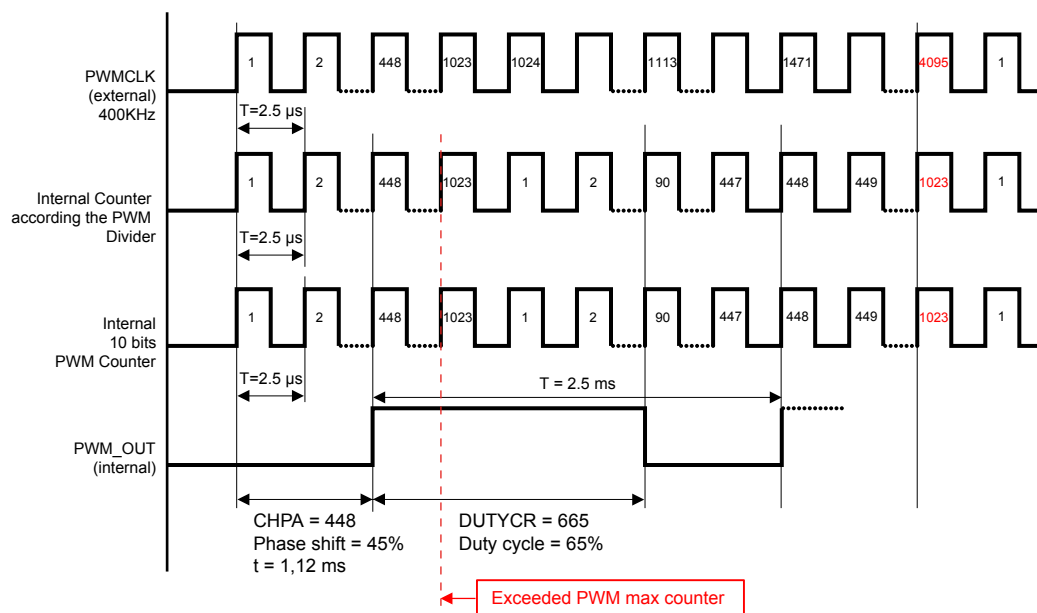 PWMCLK
(external)
400KHz
1 2 448 1023 1024 1113 1471 4095 1
T=2.5 µs
Internal Counter
according the PWM
Divider
1 2 448 1023 1 2 90 447 448 449 1023 1
T=2.5 µs
Internal
10 bits
PWM Counter
1 2 448 1023 1 2 90 447 448 449 1023 1
T=2.5 µs
T = 2.5 ms
PWM_OUT
(internal)
CHPA = 448
Phase shift = 45%
t = 1,12 ms
DUTYCR = 665
Duty cycle = 65%
Exceeded PWM max counter